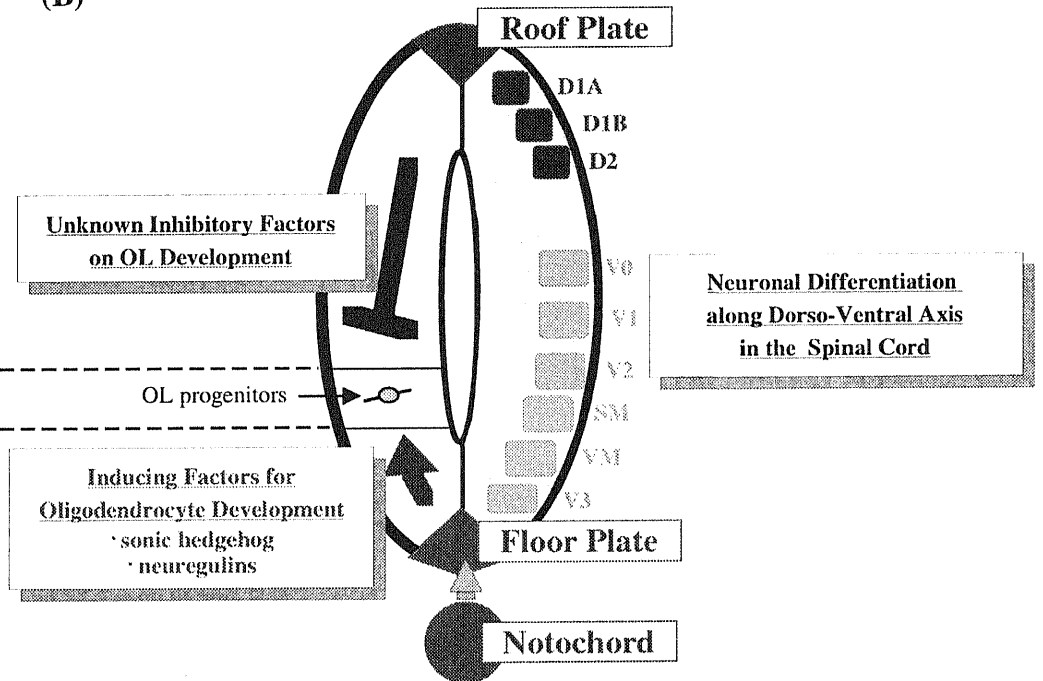 (B)
Roof Plate
D1A
D1B
D2
Unknown Inhibitory Factors
on OL Development
V0
V1
V2
SM
VM
V3
Neuronal Differentiation
along Dorso-Ventral Axis
in the Spinal Cord
OL progenitors
Inducing Factors for
Oligodendrocyte Development
・sonic hedgehog
・neuregulins
Floor Plate
Notochord